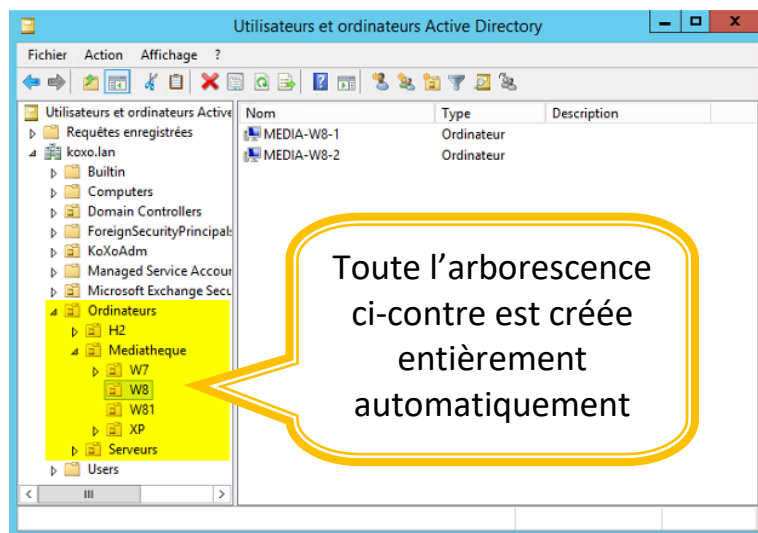 Utilisateurs et ordinateurs Active Directory
Fichier Action Affichage ?
Utilisateurs et ordinateurs Active
Requêtes enregistrées
koxo.lan
Builtin
Computers
Domain Controllers
ForeignSecurityPrincipal:
KoXoAdm
Managed Service Accour
Microsoft Exchange Secu
Ordinateurs
H2
Mediatheque
W7
W8
W81
XP
Serveurs
Users
Nom Type Description
MEDIA-W8-1 Ordinateur
MEDIA-W8-2 Ordinateur
Toute l’arborescence
ci-contre est créée
entièrement
automatiquement